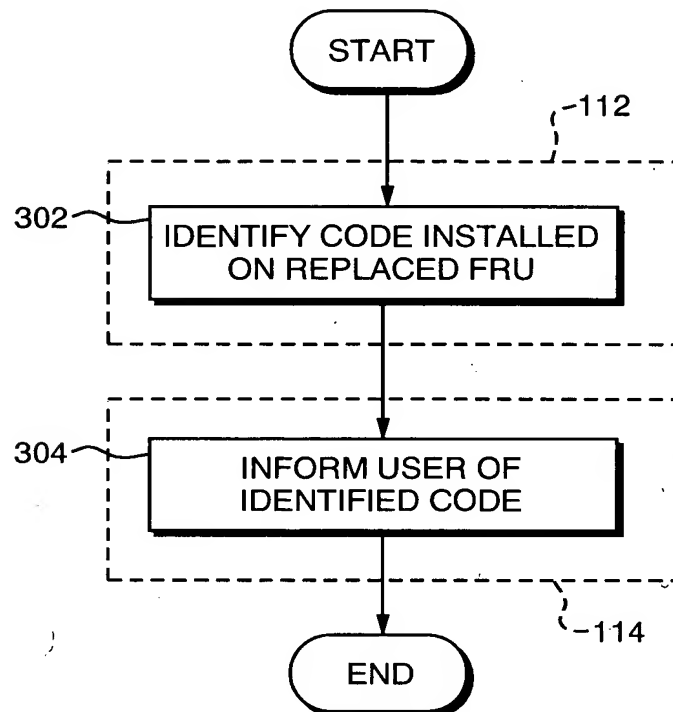 START
112
302
IDENTIFY CODE INSTALLED
ON REPLACED FRU
304
INFORM USER OF
IDENTIFIED CODE
114
END